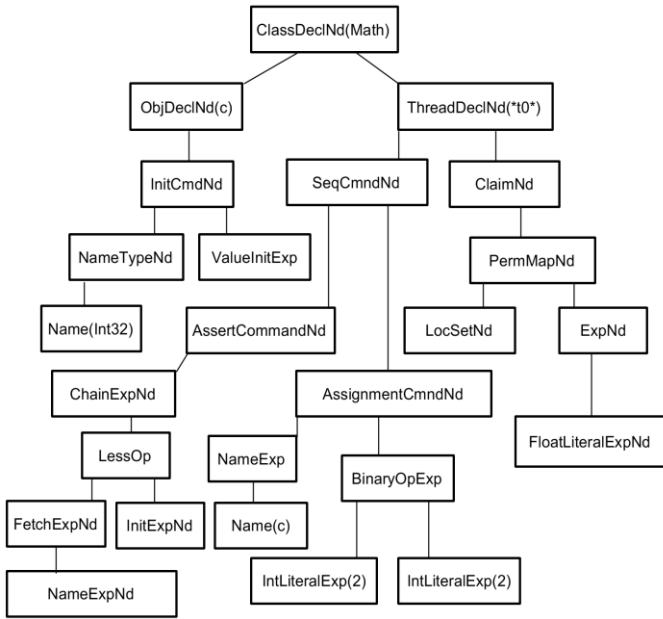 ClassDeclNd(Math)
ObjDeclNd(c)
ThreadDeclNd(*t0*)
InitCmdNd
SeqCmndNd
ClaimNd
NameTypeNd
ValueInitExp
PermMapNd
Name(Int32)
AssertCommandNd
LocSetNd
ExpNd
ChainExpNd
AssignmentCmndNd
FloatLiteralExpNd
LessOp
NameExp
BinaryOpExp
FetchExpNd
InitExpNd
Name(c)
NameExpNd
IntLiteralExp(2)
IntLiteralExp(2)